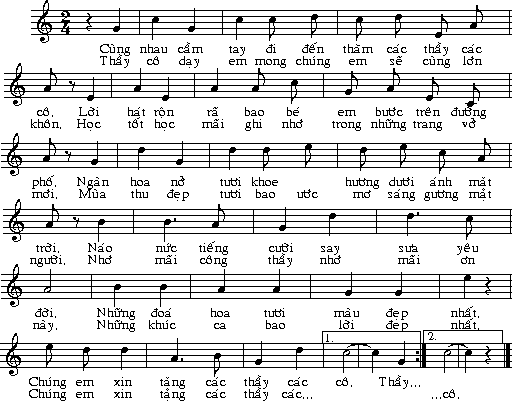 2
4
Cùng nhau cầm tay đi đến thăm các thầy các
Thầy cô dạy em mong chúng em sẽ cùng lớn
cô. Lời hát rộn rã bao bé em bước trên đường
khôn. Học tốt học mãi ghi nhớ trong những trang vở
phố. Ngàn hoa nở tươi khoe hương dưới ánh mặt
mới. Mùa thu đẹp tươi bao ước mơ sáng gương mặt
trời. Náo nức tiếng cười say sưa yêu
người. Nhớ mãi công thầy nhớ mãi ơn
đời. Những đoá hoa tươi màu đẹp nhất.
này. Những khúc ca bao lời đẹp nhất.
1. 2.
Chúng em xin tặng các thầy các cô. Thầy...
Chúng em xin tặng các thầy các... ...cô.